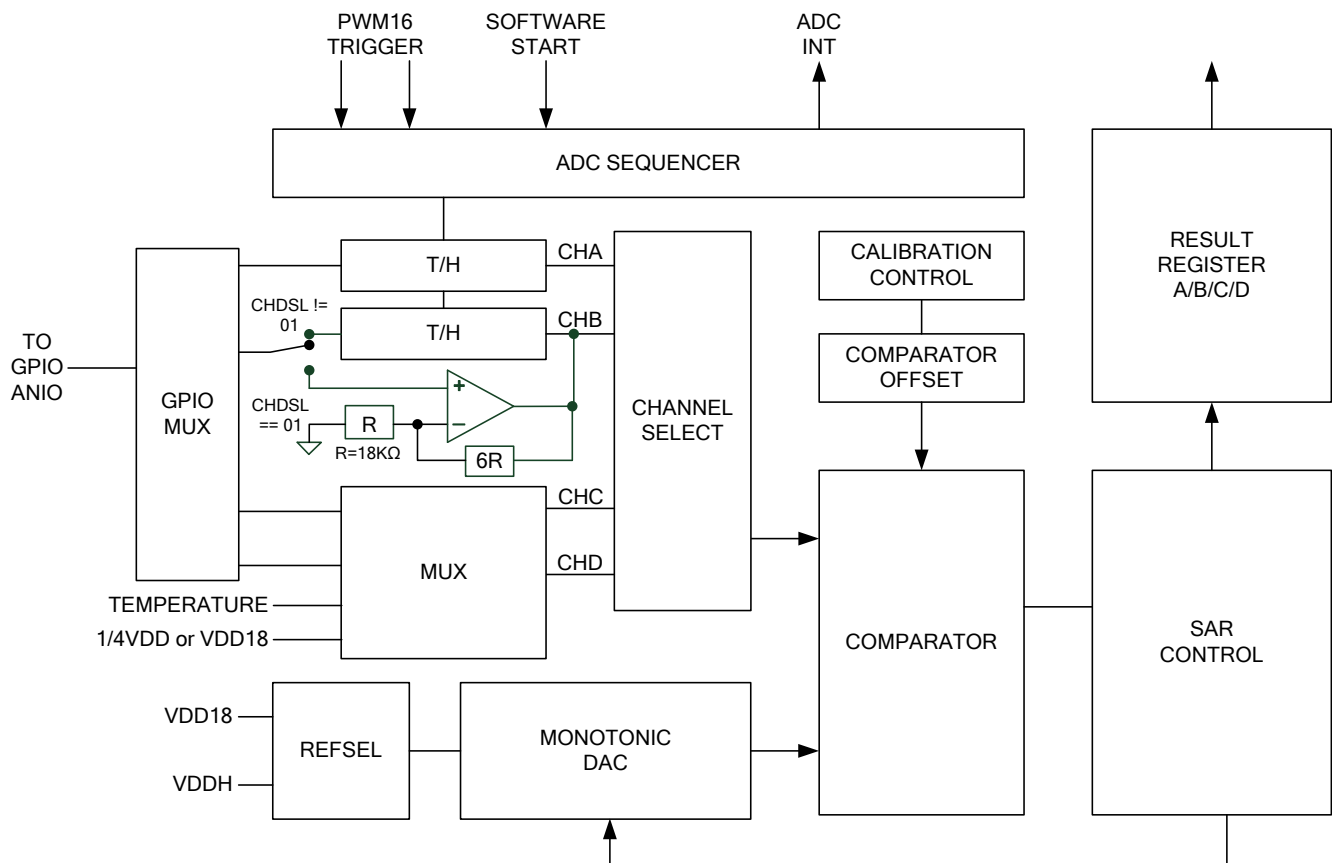 PWM16
TRIGGER
SOFTWARE
START
ADC
INT
ADC SEQUENCER
T/H
CHA
CHDSL !=
01
T/H
CHB
TO
GPIO
ANIO
GPIO
MUX
CHDSL
== 01
R
R=18KΩ
+
−
6R
CHANNEL
SELECT
CALIBRATION
CONTROL
COMPARATOR
OFFSET
RESULT
REGISTER
A/B/C/D
MUX
CHC
CHD
TEMPERATURE
1/4VDD or VDD18
COMPARATOR
SAR
CONTROL
VDD18
VDDH
REFSEL
MONOTONIC
DAC